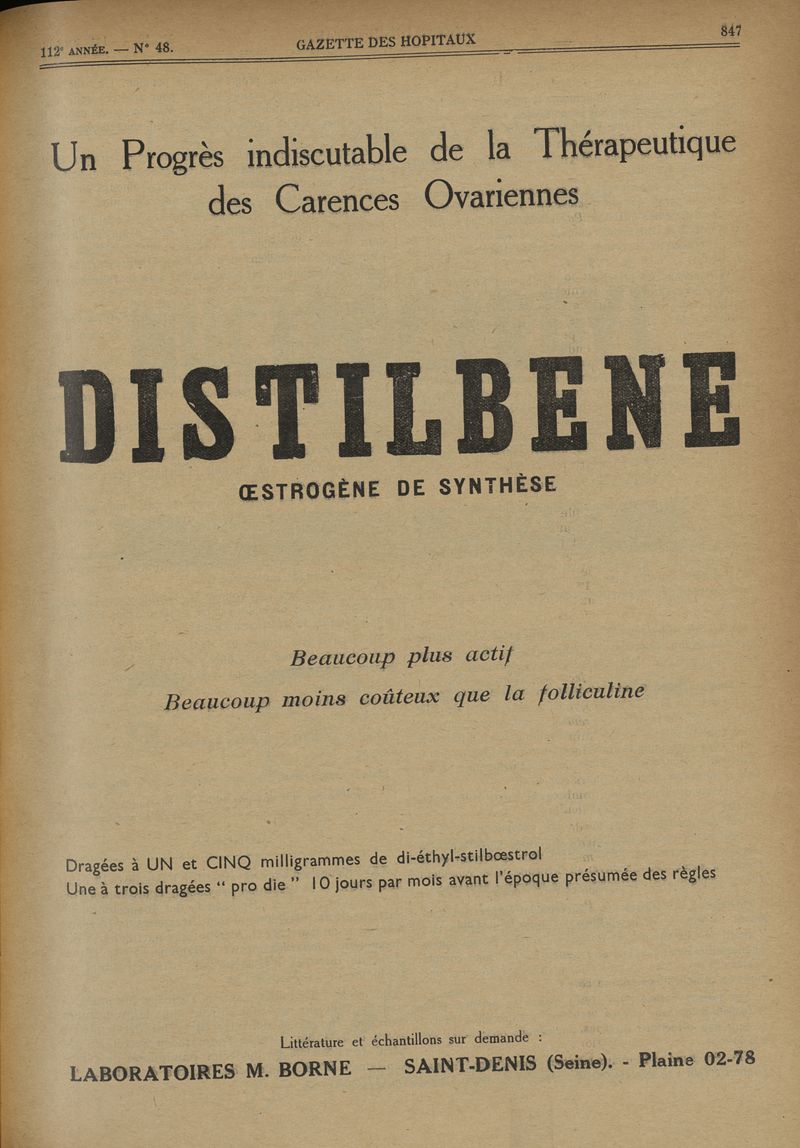 112e ANNÉE. — N° 48.
GAZETTE DES HOPITAUX
847
Un Progrès indiscutable de la Thérapeutique
des Carences Ovariennes
DISTILBENE
ŒSTROGÈNE DE SYNTHÈSE
Beaucoup plus actif
Beaucoup moins coûteux que la folliculine
Dragées à UN et CINQ milligrammes de di-éthyl-stilbœstrol
Une à trois dragées “ pro die ” 10 jours par mois avant l'époque présumée des règles
Littérature et échantillons sur demande :
LABORATOIRES M. BORNE — SAINT-DENIS (Seine). - Plaine 02-78